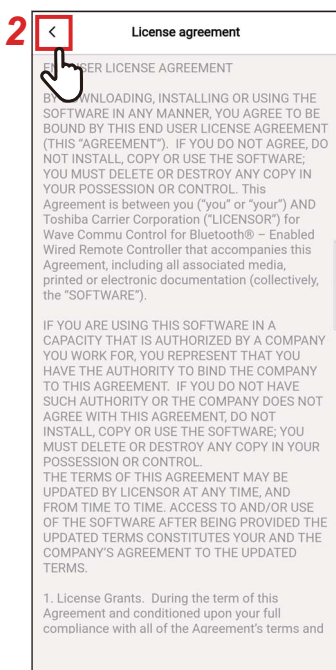 2
License agreement
END USER LICENSE AGREEMENT
BY DOWNLOADING, INSTALLING OR USING THE
SOFTWARE IN ANY MANNER, YOU AGREE TO BE
BOUND BY THIS END USER LICENSE AGREEMENT
(THIS “AGREEMENT”).  IF YOU DO NOT AGREE, DO
NOT INSTALL, COPY OR USE THE SOFTWARE;
YOU MUST DELETE OR DESTROY ANY COPY IN
YOUR POSSESSION OR CONTROL. This
Agreement is between you (“you” or “your”) AND
Toshiba Carrier Corporation (“LICENSOR”) for
Wave Commu Control for Bluetooth® – Enabled
Wired Remote Controller that accompanies this
Agreement, including all associated media,
printed or electronic documentation (collectively,
the “SOFTWARE”).
IF YOU ARE USING THIS SOFTWARE IN A
CAPACITY THAT IS AUTHORIZED BY A COMPANY
YOU WORK FOR, YOU REPRESENT THAT YOU
HAVE THE AUTHORITY TO BIND THE COMPANY
TO THIS AGREEMENT.  IF YOU DO NOT HAVE
SUCH AUTHORITY OR THE COMPANY DOES NOT
AGREE WITH THIS AGREEMENT, DO NOT
INSTALL, COPY OR USE THE SOFTWARE; YOU
MUST DELETE OR DESTROY ANY COPY IN YOUR
POSSESSION OR CONTROL.
THE TERMS OF THIS AGREEMENT MAY BE
UPDATED BY LICENSOR AT ANY TIME, AND
FROM TIME TO TIME. ACCESS TO AND/OR USE
OF THE SOFTWARE AFTER BEING PROVIDED THE
UPDATED TERMS CONSTITUTES YOUR AND THE
COMPANY’S AGREEMENT TO THE UPDATED
TERMS.
1. License Grants.  During the term of this
Agreement and conditioned upon your full
compliance with all of the Agreement’s terms and